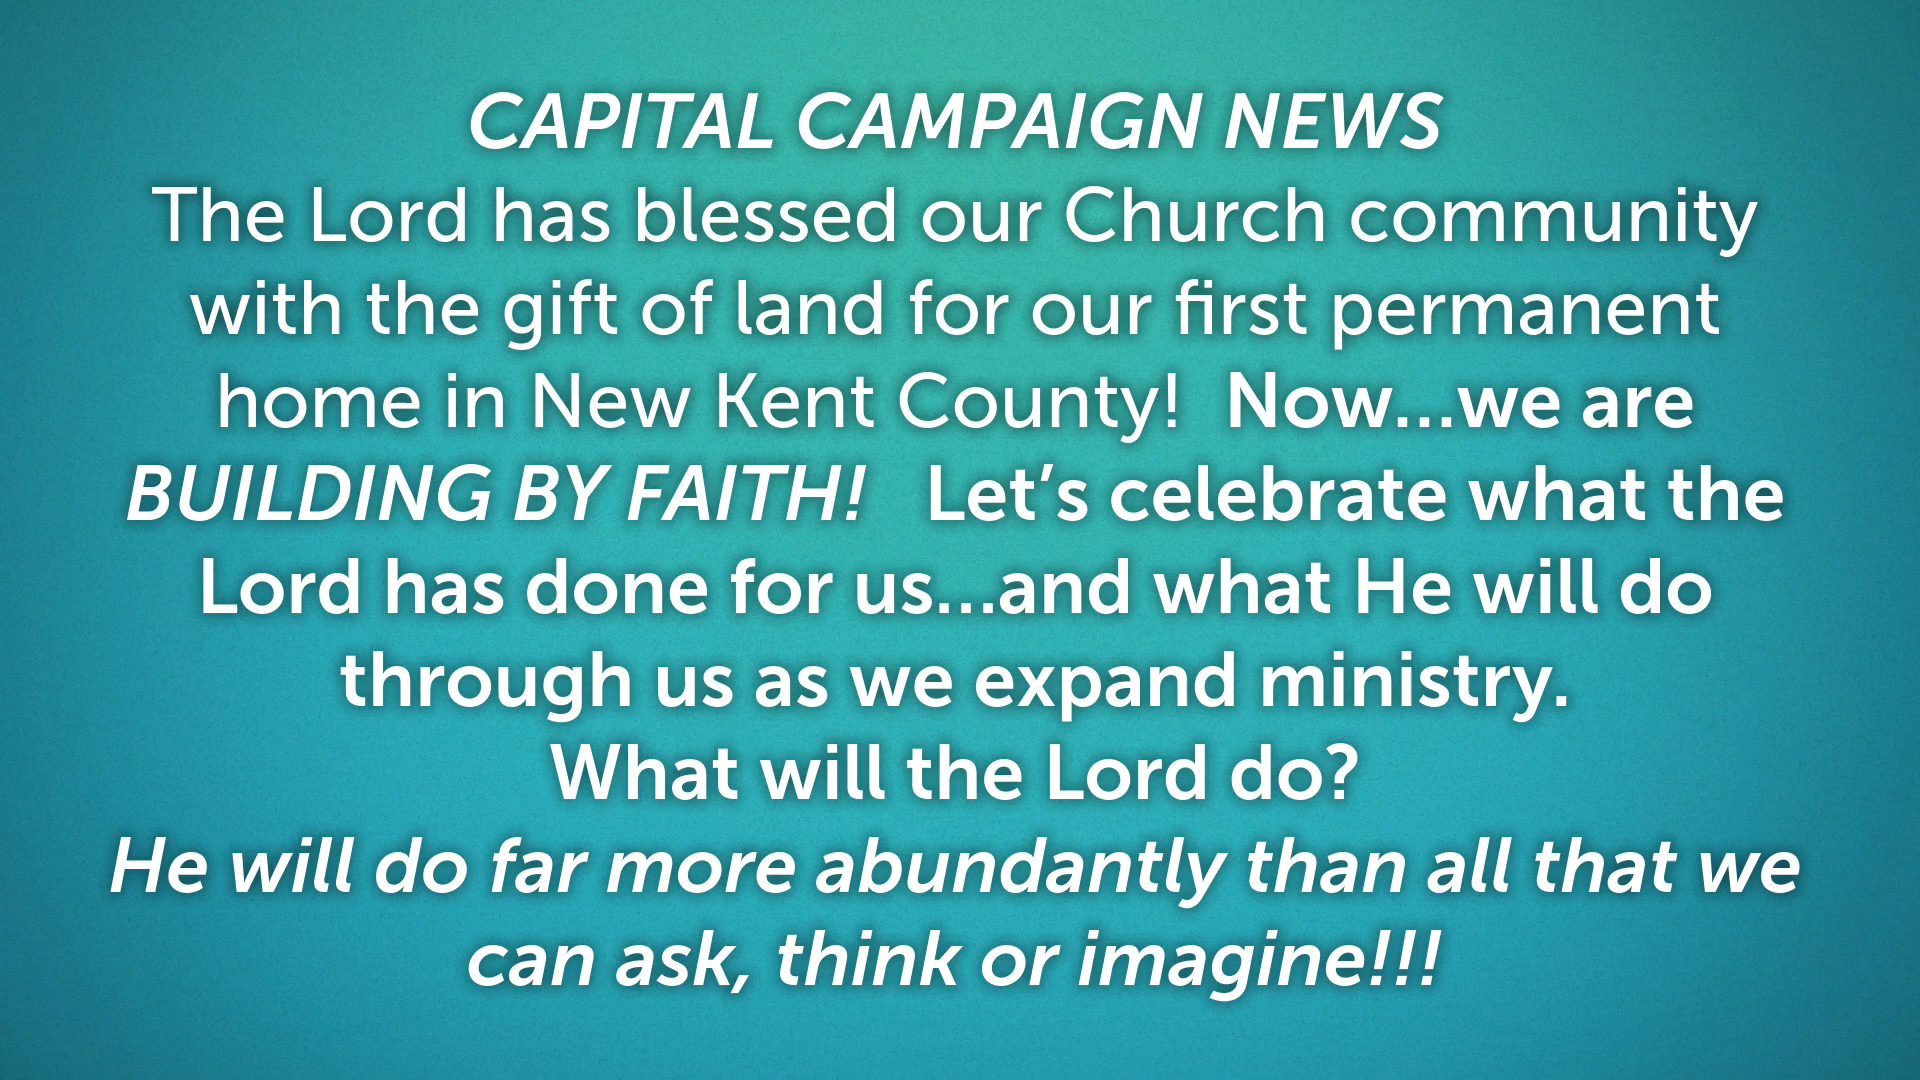 CAPITAL CAMPAIGN NEWS
The Lord has blessed our Church community
with the gift of land for our first permanent
home in New Kent County!  Now…we are
BUILDING BY FAITH!   Let’s celebrate what the
Lord has done for us…and what He will do
through us as we expand ministry.
What will the Lord do?
He will do far more abundantly than all that we
can ask, think or imagine!!!